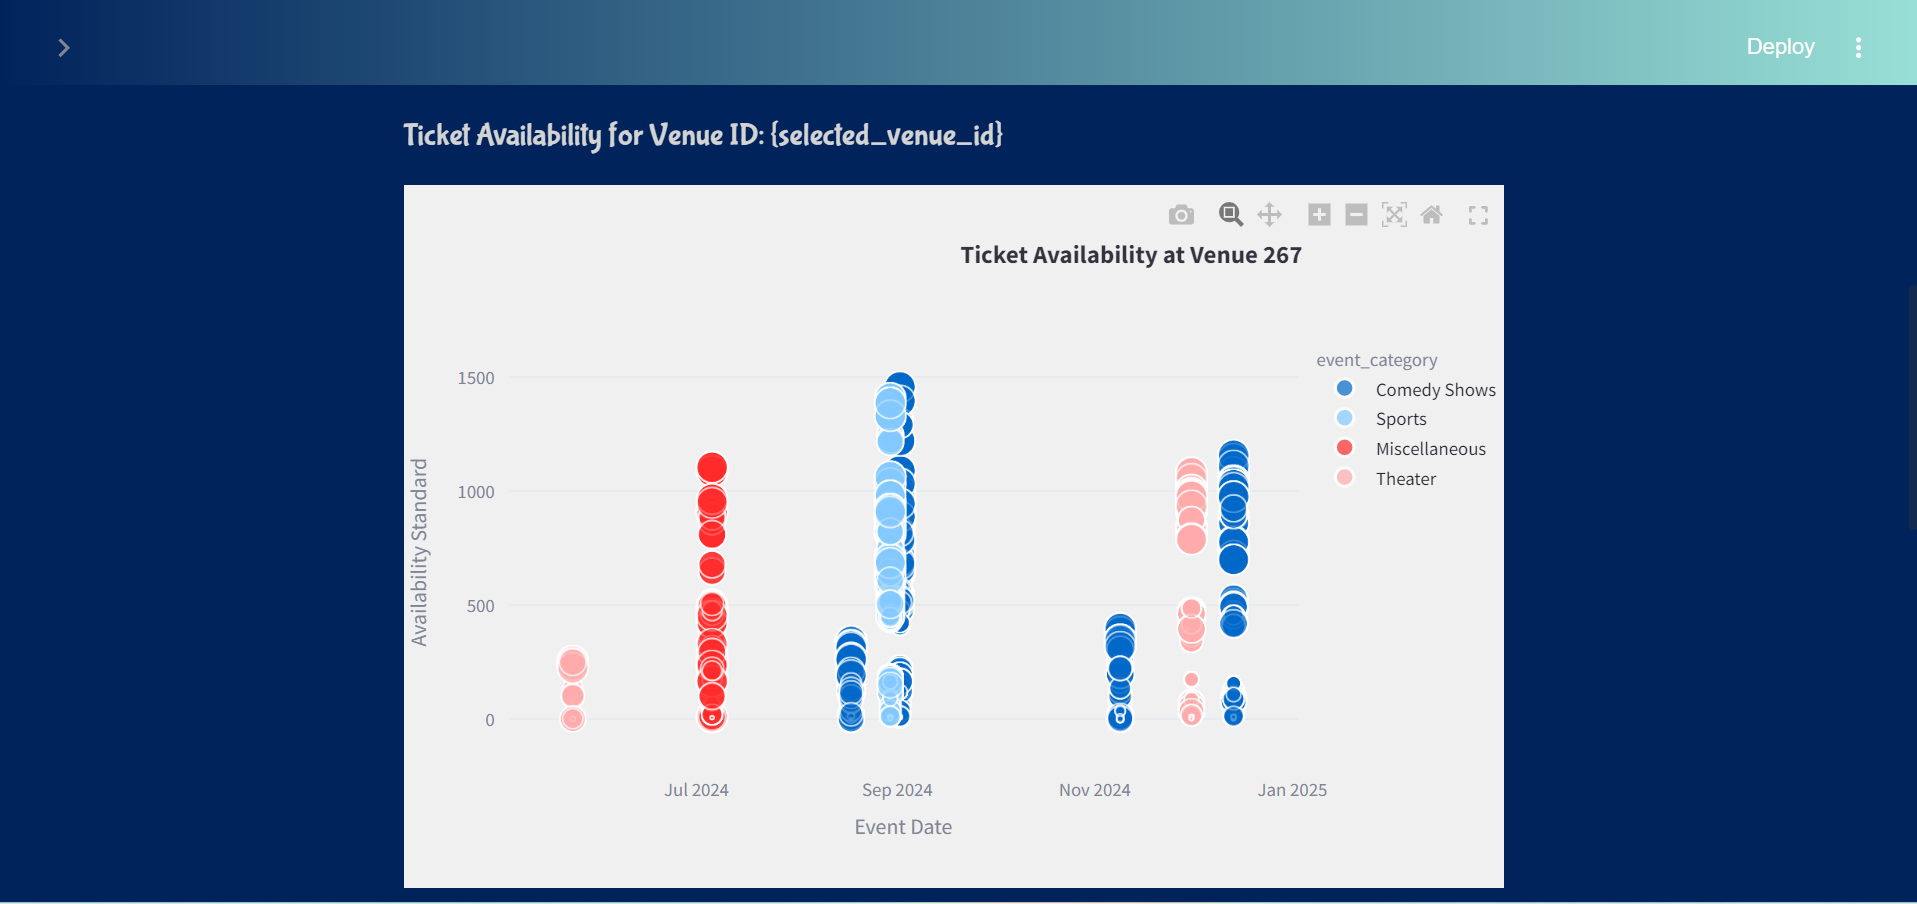 Deploy
Ticket Availability for Venue ID: {selected_venue_id}
Ticket Availability at Venue 267
event_category
Comedy Shows
Sports
Miscellaneous
Theater
Availability Standard
1500
1000
500
0
Jul 2024
Sep 2024
Nov 2024
Jan 2025
Event Date